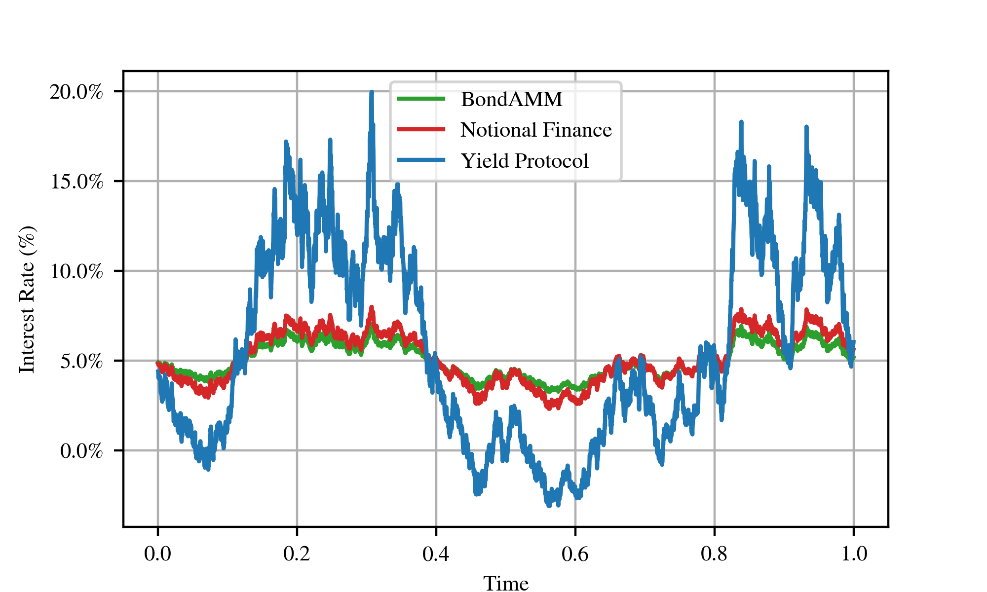 20.0%
15.0%
10.0%
5.0%
0.0%
Interest Rate (%)
BondAMM
Notional Finance
Yield Protocol
0.0 0.2 0.4 0.6 0.8 1.0
Time